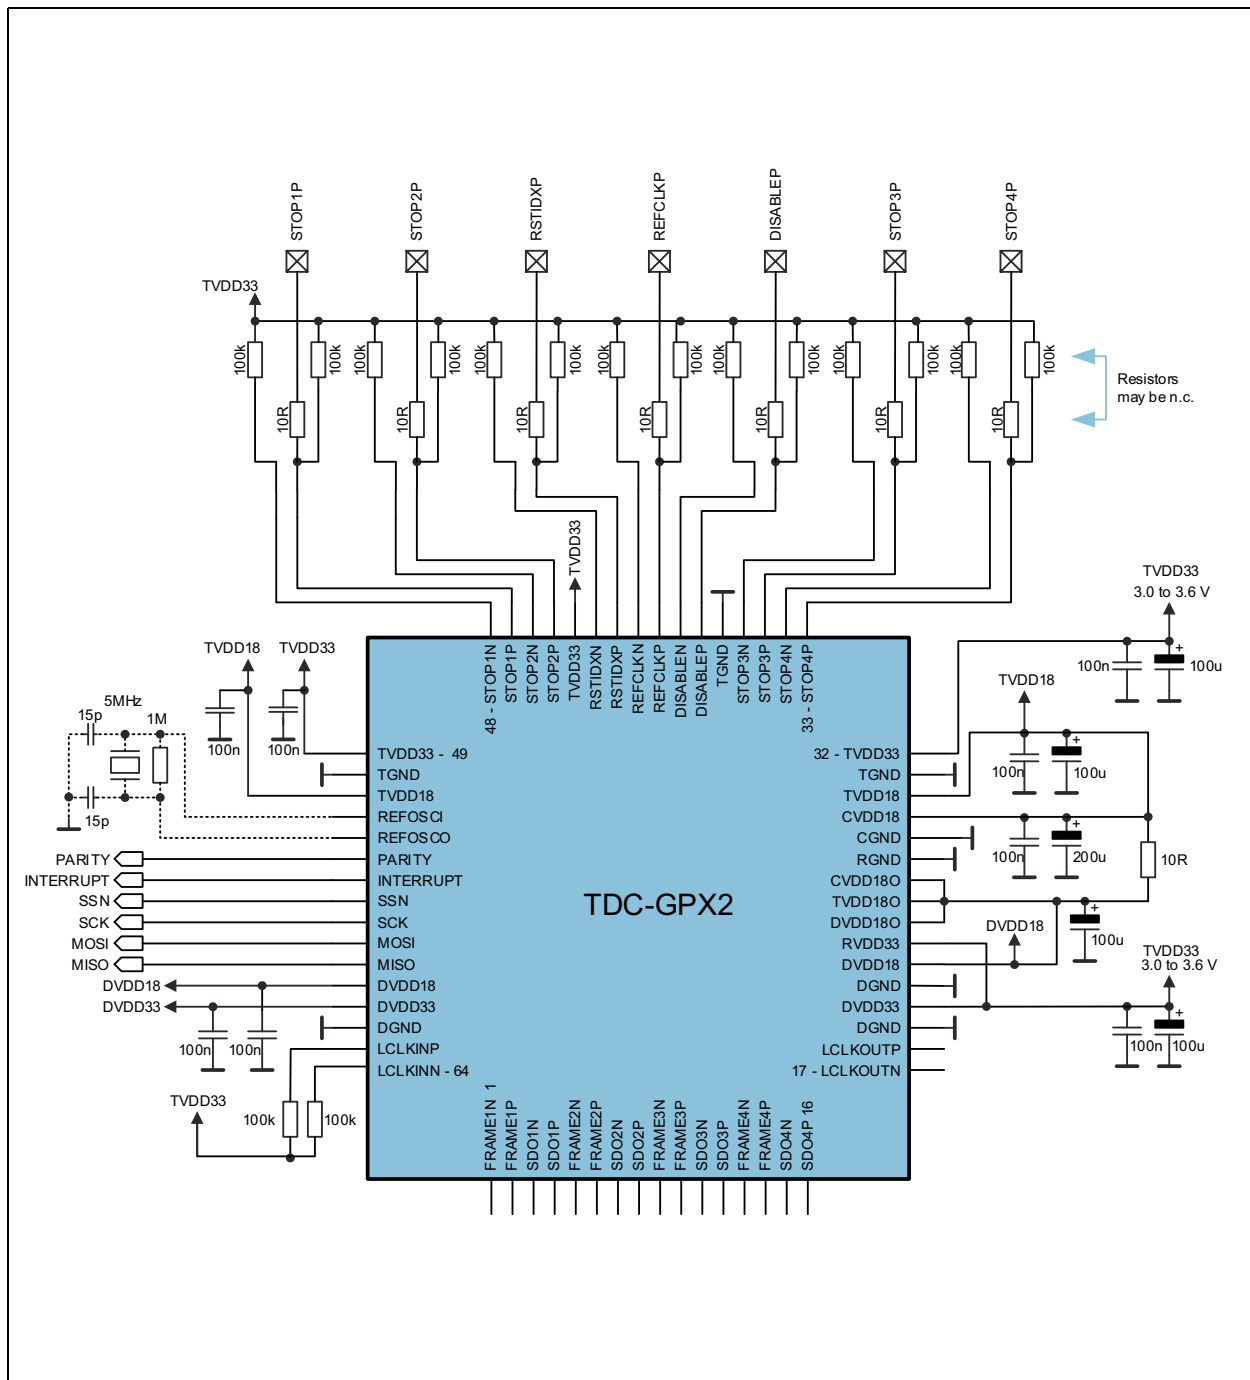 STOP1P
STOP2P
RSTIDXP
REFCLKP
DISABLEP
STOP3P
STOP4P
TVDD33
100k
100k
100k
100k
100k
100k
100k
100k
100k
100k
100k
100k
100k
100k
Resistors
may be n.c.
10R
10R
10R
10R
10R
10R
10R
TVDD33
TVDD33
3.0 to 3.6 V
+
100n
100u
TVDD18
TVDD33
100n
100n
5MHz
15p
1M
15p
48 - STOP1N
STOP1P
STOP2N
STOP2P
TVDD33
RSTIDXN
RSTIDXP
REFCLKN
REFCLKP
DISABLEN
DISABLEP
TGND
STOP3N
STOP3P
STOP4N
33 - STOP4P
TVDD18
+
100n
100u
TVDD33 - 49
TGND
TVDD18
REFOSCI
REFOSCO
PARITY
INTERRUPT
SSN
SCK
MOSI
MISO
DVDD18
DVDD33
DGND
LCLKINP
LCLKINN - 64
PARITY
INTERRUPT
SSN
SCK
MOSI
MISO
DVDD18
DVDD33
100n
100n
TVDD33
100k
100k
TDC-GPX2
32 - TVDD33
TGND
TVDD18
CVDD18
CGND
RGND
CVDD18O
TVDD18O
DVDD18O
RVDD33
DVDD18
DGND
DVDD33
DGND
LCLKOUTP
17 - LCLKOUTN
+
100n
200u
10R
+
100u
DVDD18
TVDD33
3.0 to 3.6 V
+
100n
100u
FRAME1N 1
FRAME1P
SDO1N
SDO1P
FRAME2N
FRAME2P
SDO2N
SDO2P
FRAME3N
FRAME3P
SDO3N
SDO3P
FRAME4N
FRAME4P
SDO4N
SDO4P 16